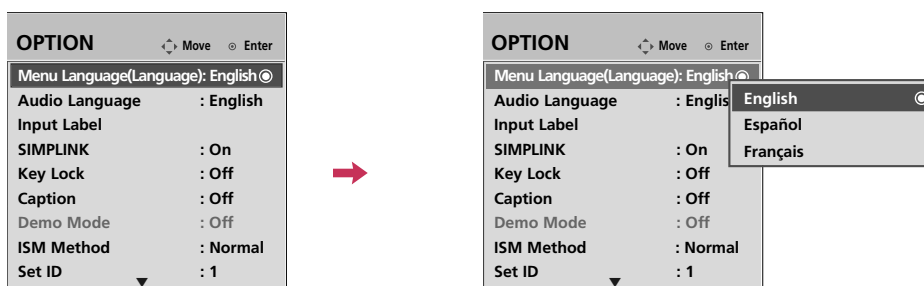 OPTION Move Enter
Menu Language(Language): English
Audio Language : English
Input Label
SIMPLINK : On
Key Lock : Off
Caption : Off
Demo Mode : Off
ISM Method : Normal
Set ID : 1
OPTION Move Enter
Menu Language(Language): English
Audio Language : Englis
Input Label
SIMPLINK : On
Key Lock : Off
Caption : Off
Demo Mode : Off
ISM Method : Normal
Set ID : 1
English
Español
Français